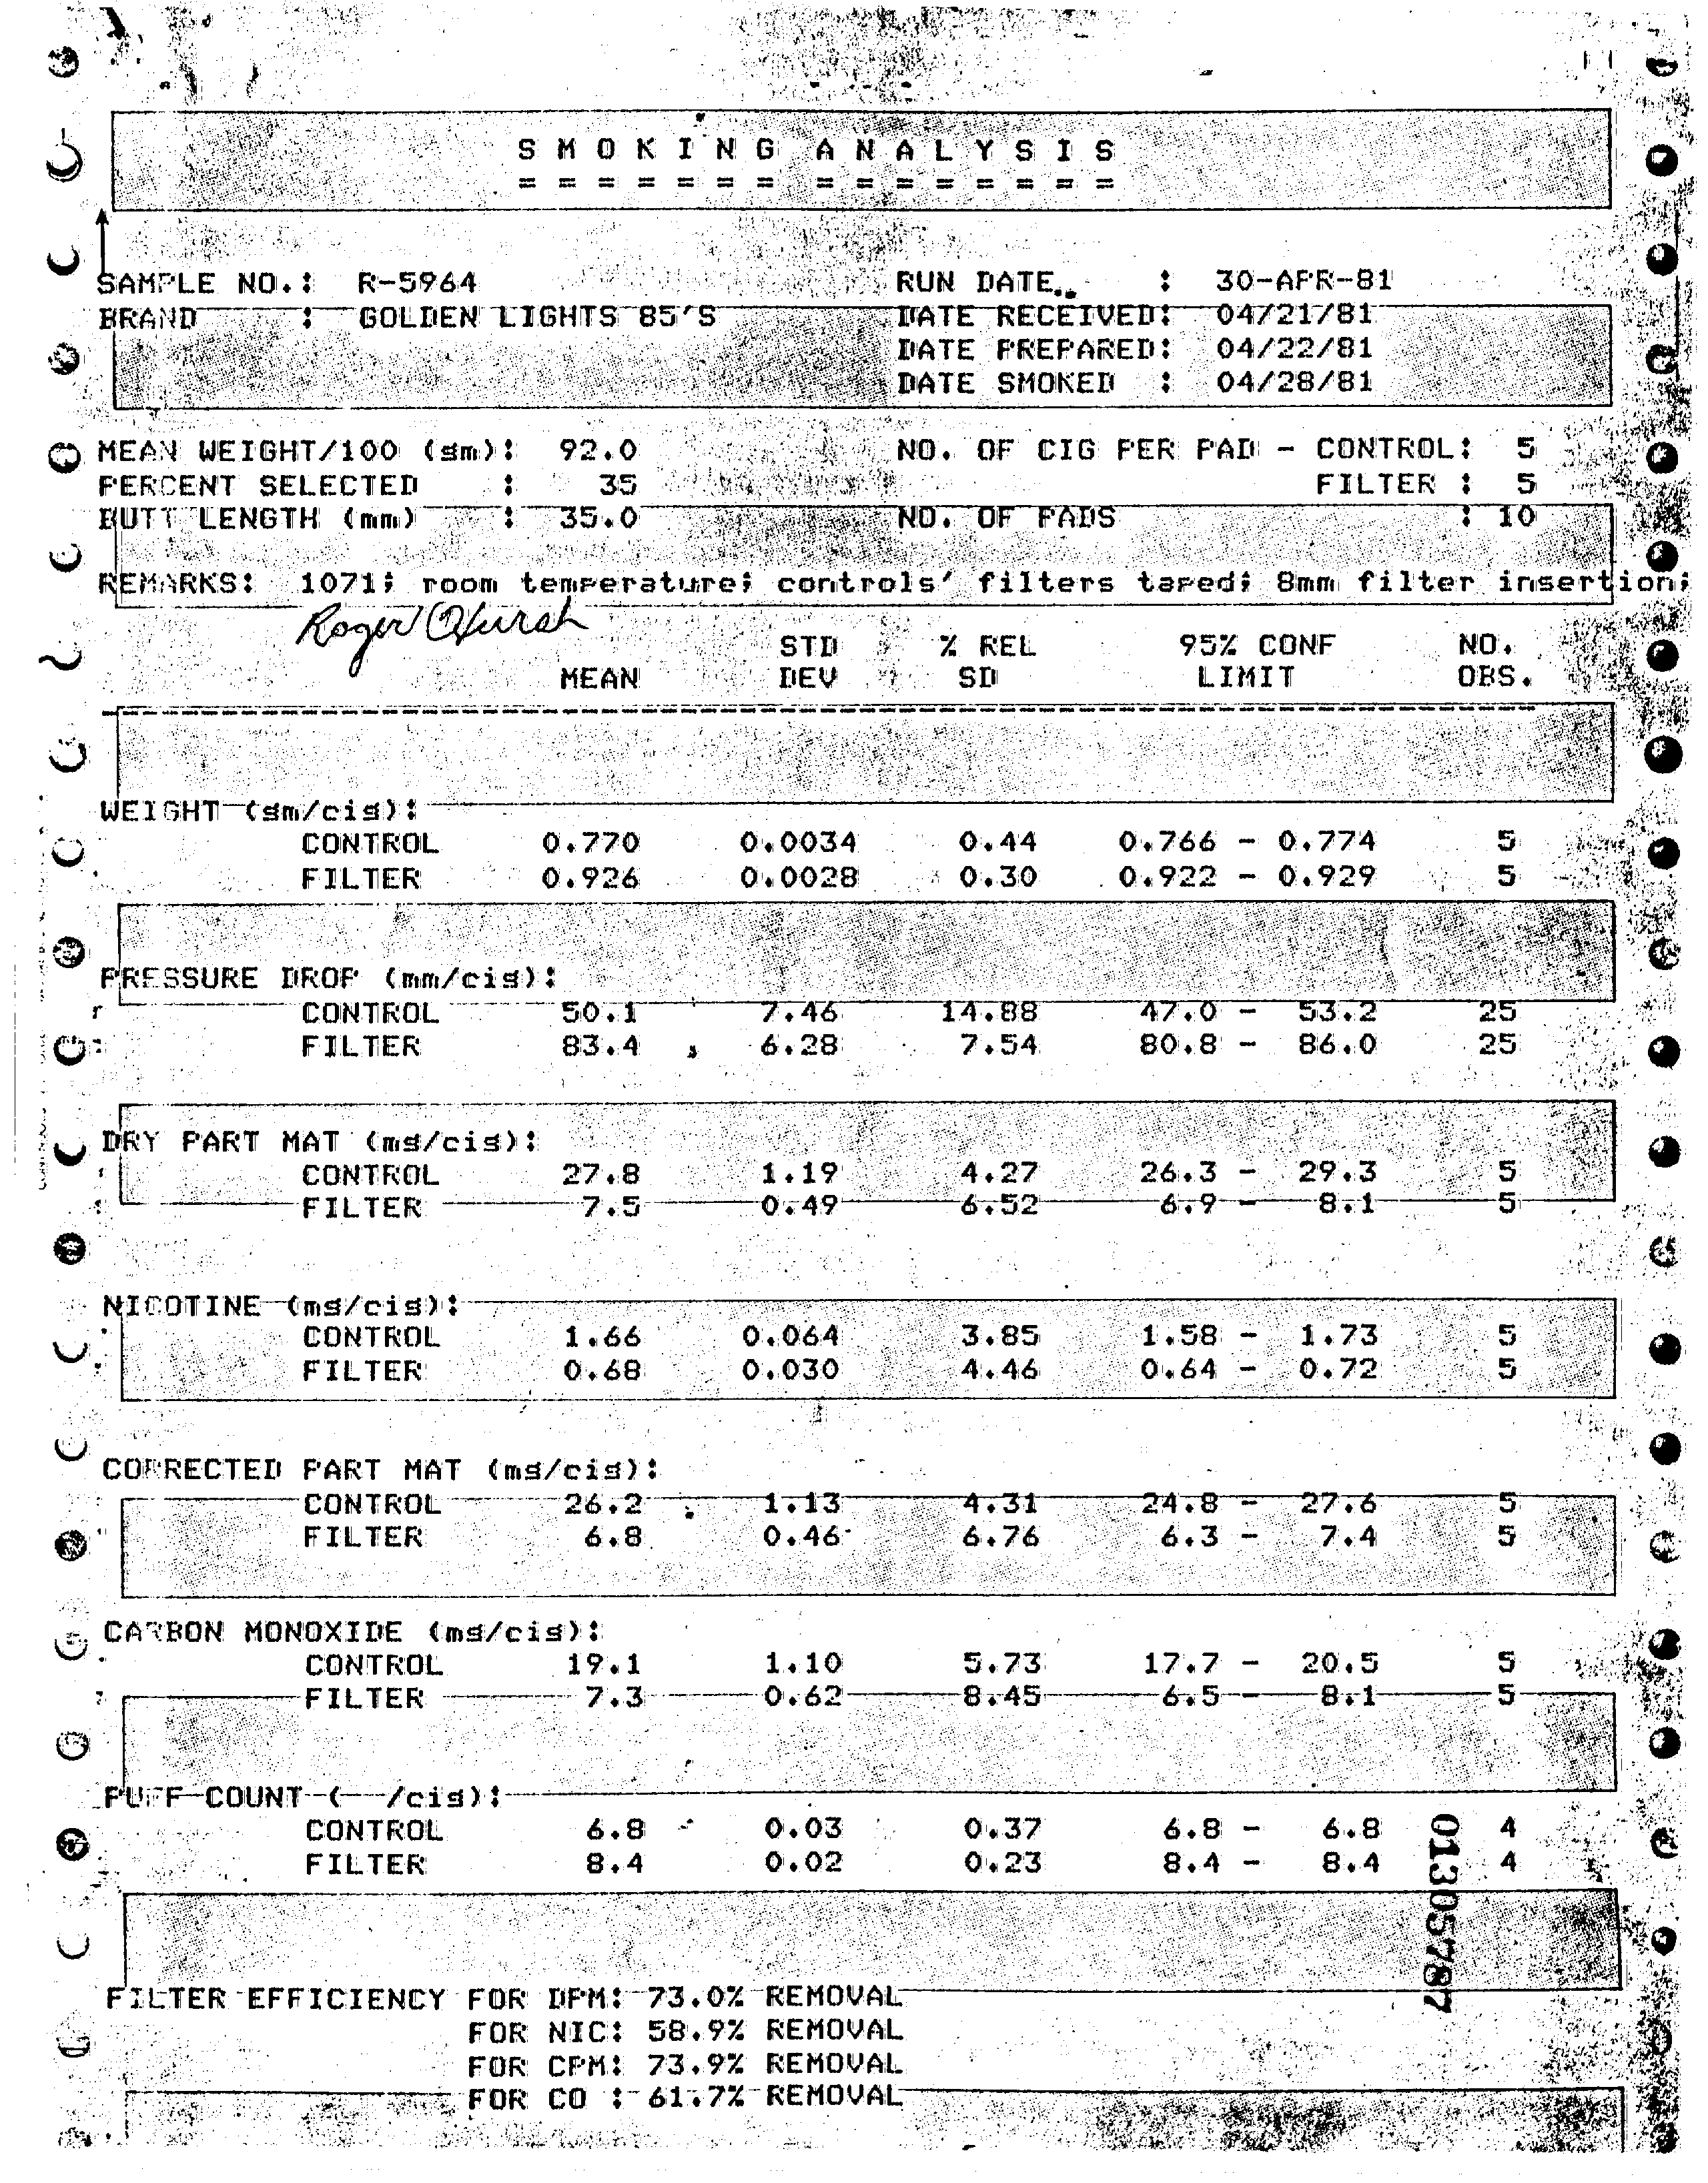 S M O K I N G  A N A L Y S I S
= = = = = = =  = = = = = = = =
SAMPLE NO.: R-5964 RUN DATE : 30-APR-81
BRAND : GOLDEN LIGHTS 85'S DATE RECEIVED: 04/21/81
DATE PREPARED: 04/22/81
DATE SMOKED : 04/28/81
MEAN WEIGHT/100 (gm): 92.0 NO. OF CIG PER PAD - CONTROL: 5
PERCENT SELECTED : 35 FILTER : 5
BUTT LENGTH (mm) : 35.0 NO. OF PADS : 10
REMARKS: 1071; room temperature; controls' filters taped; 8mm filter insertion;
Roger
STD % REL 95% CONF NO.
MEAN DEV SD LIMIT OBS.
WEIGHT (gm/cig):
CONTROL 0.770 0.0034 0.44 0.766 - 0.774 5
FILTER 0.926 0.0028 0.30 0.922 - 0.929 5
PRESSURE DROP (mm/cig):
CONTROL 50.1 7.46 14.88 47.0 - 53.2 25
FILTER 83.4 6.28 7.54 80.8 - 86.0 25
DRY PART MAT (mg/cig):
CONTROL 27.8 1.19 4.27 26.3 - 29.3 5
FILTER 7.5 0.49 6.52 6.9 - 8.1 5
NICOTINE (mg/cig):
CONTROL 1.66 0.064 3.85 1.58 - 1.73 5
FILTER 0.68 0.030 4.46 0.64 - 0.72 5
CORRECTED PART MAT (mg/cig):
CONTROL 26.2 1.13 4.31 24.8 - 27.6 5
FILTER 6.8 0.46 6.76 6.3 - 7.4 5
CARBON MONOXIDE (mg/cig):
CONTROL 19.1 1.10 5.73 17.7 - 20.5 5
FILTER 7.3 0.62 8.45 6.5 - 8.1 5
PUFF COUNT ( /cig):
CONTROL 6.8 0.03 0.37 6.8 - 6.8 4
FILTER 8.4 0.02 0.23 8.4 - 8.4 4
01305787
FILTER EFFICIENCY FOR DPM: 73.0% REMOVAL
FOR NIC: 58.9% REMOVAL
FOR CPM: 73.9% REMOVAL
FOR CO : 61.7% REMOVAL